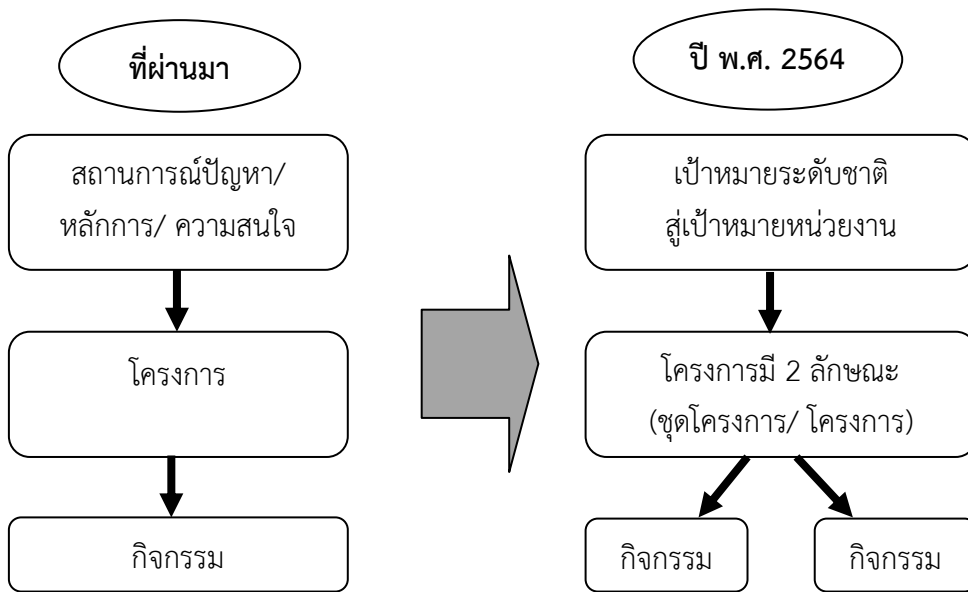 ที่ผ่านมา
สถานการณ์ปัญหา/
หลักการ/ ความสนใจ
โครงการ
กิจกรรม
ปี พ.ศ. 2564
เป้าหมายระดับชาติ
สู่เป้าหมายหน่วยงาน
โครงการมี 2 ลักษณะ
(ชุดโครงการ/ โครงการ)
กิจกรรม
กิจกรรม